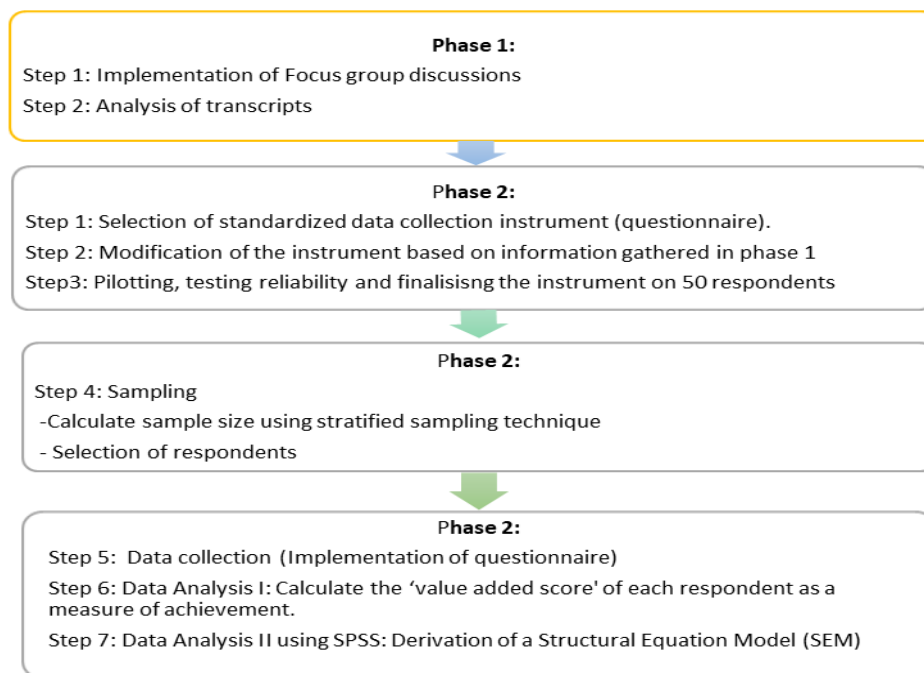 Phase 1:
Step 1: Implementation of Focus group discussions
Step 2: Analysis of transcripts
Phase 2:
Step 1: Selection of standardized data collection instrument (questionnaire).
Step 2: Modification of the instrument based on information gathered in phase 1
Step3: Pilotting, testing reliability and finalisisng the instrument on 50 respondents
Phase 2:
Step 4: Sampling
-Calculate sample size using stratified sampling technique
- Selection of respondents
Phase 2:
Step 5: Data collection (Implementation of questionnaire)
Step 6: Data Analysis I: Calculate the ‘value added score' of each respondent as a
measure of achievement.
Step 7: Data Analysis II using SPSS: Derivation of a Structural Equation Model (SEM)